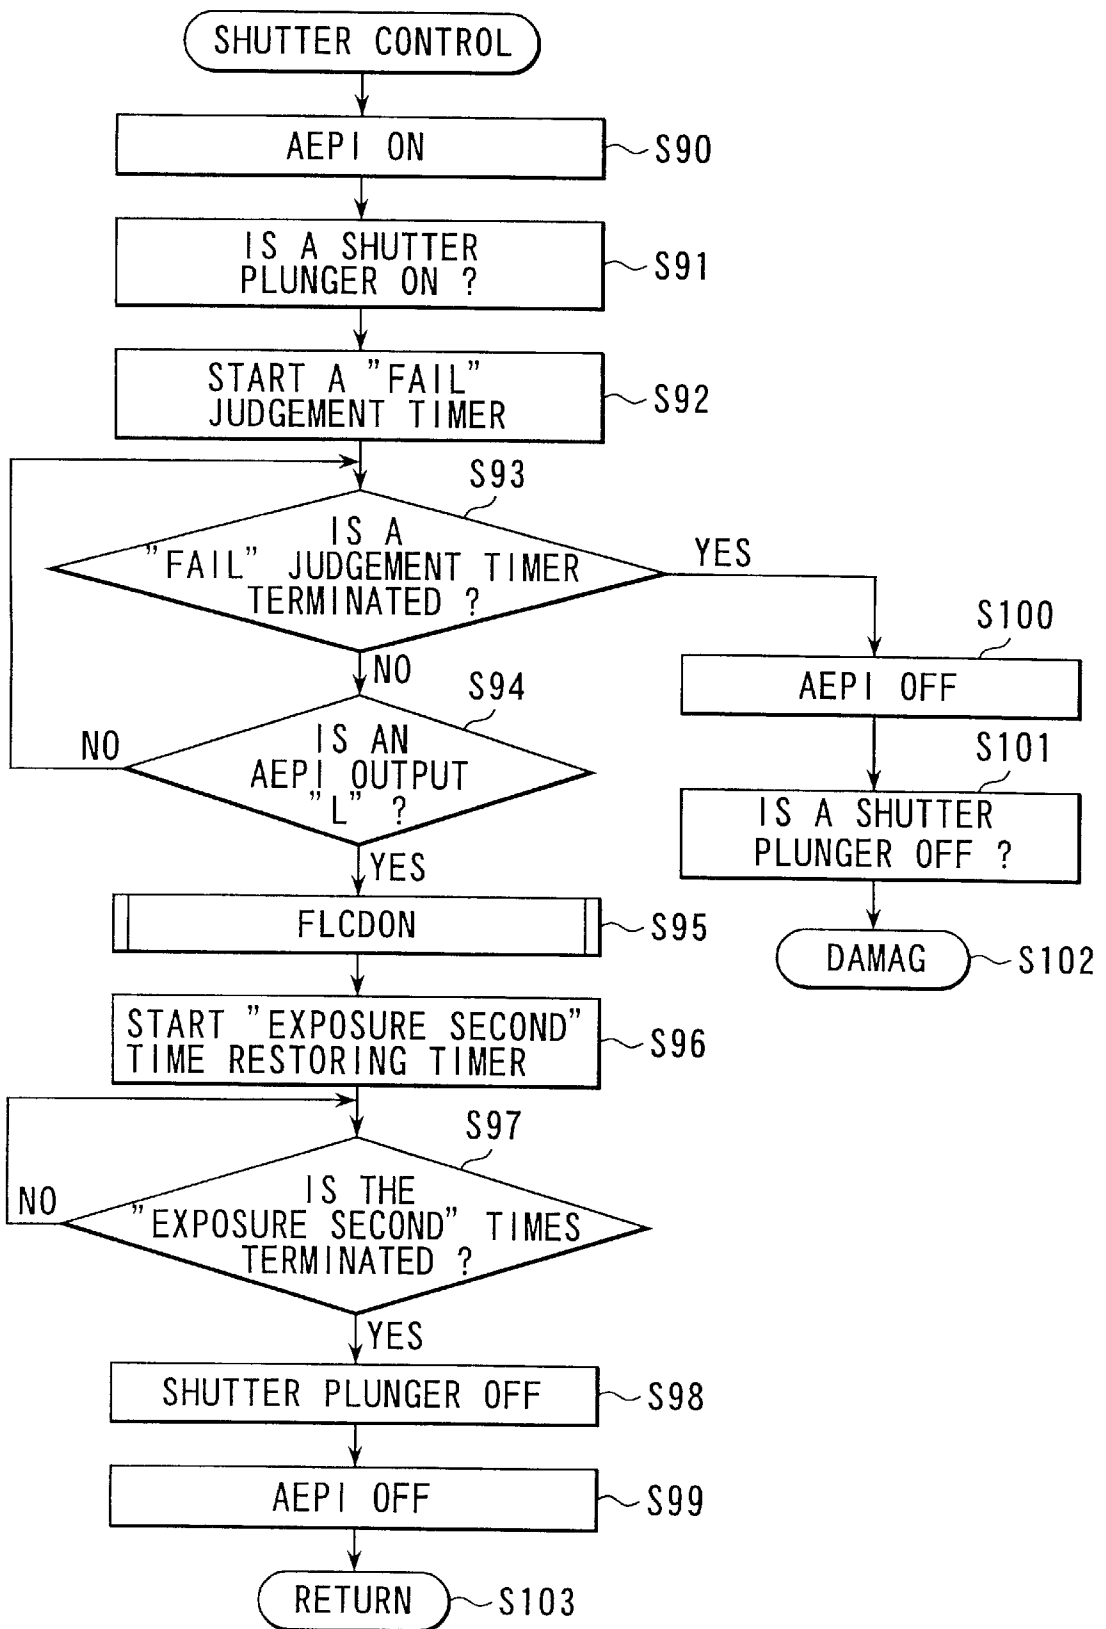 SHUTTER CONTROL
AEPI ON
S90
IS A SHUTTER
PLUNGER ON ?
S91
START A "FAIL"
JUDGEMENT TIMER
S92
S93
IS A
"FAIL" JUDGEMENT TIMER
TERMINATED ?
YES
NO
S94
IS AN
AEPI OUTPUT
"L" ?
NO
YES
S100
AEPI OFF
S101
IS A SHUTTER
PLUNGER OFF ?
DAMAG
S102
FLCDON
S95
START "EXPOSURE SECOND"
TIME RESTORING TIMER
S96
S97
IS THE
"EXPOSURE SECOND" TIMES
TERMINATED ?
NO
YES
SHUTTER PLUNGER OFF
S98
AEPI OFF
S99
RETURN
S103